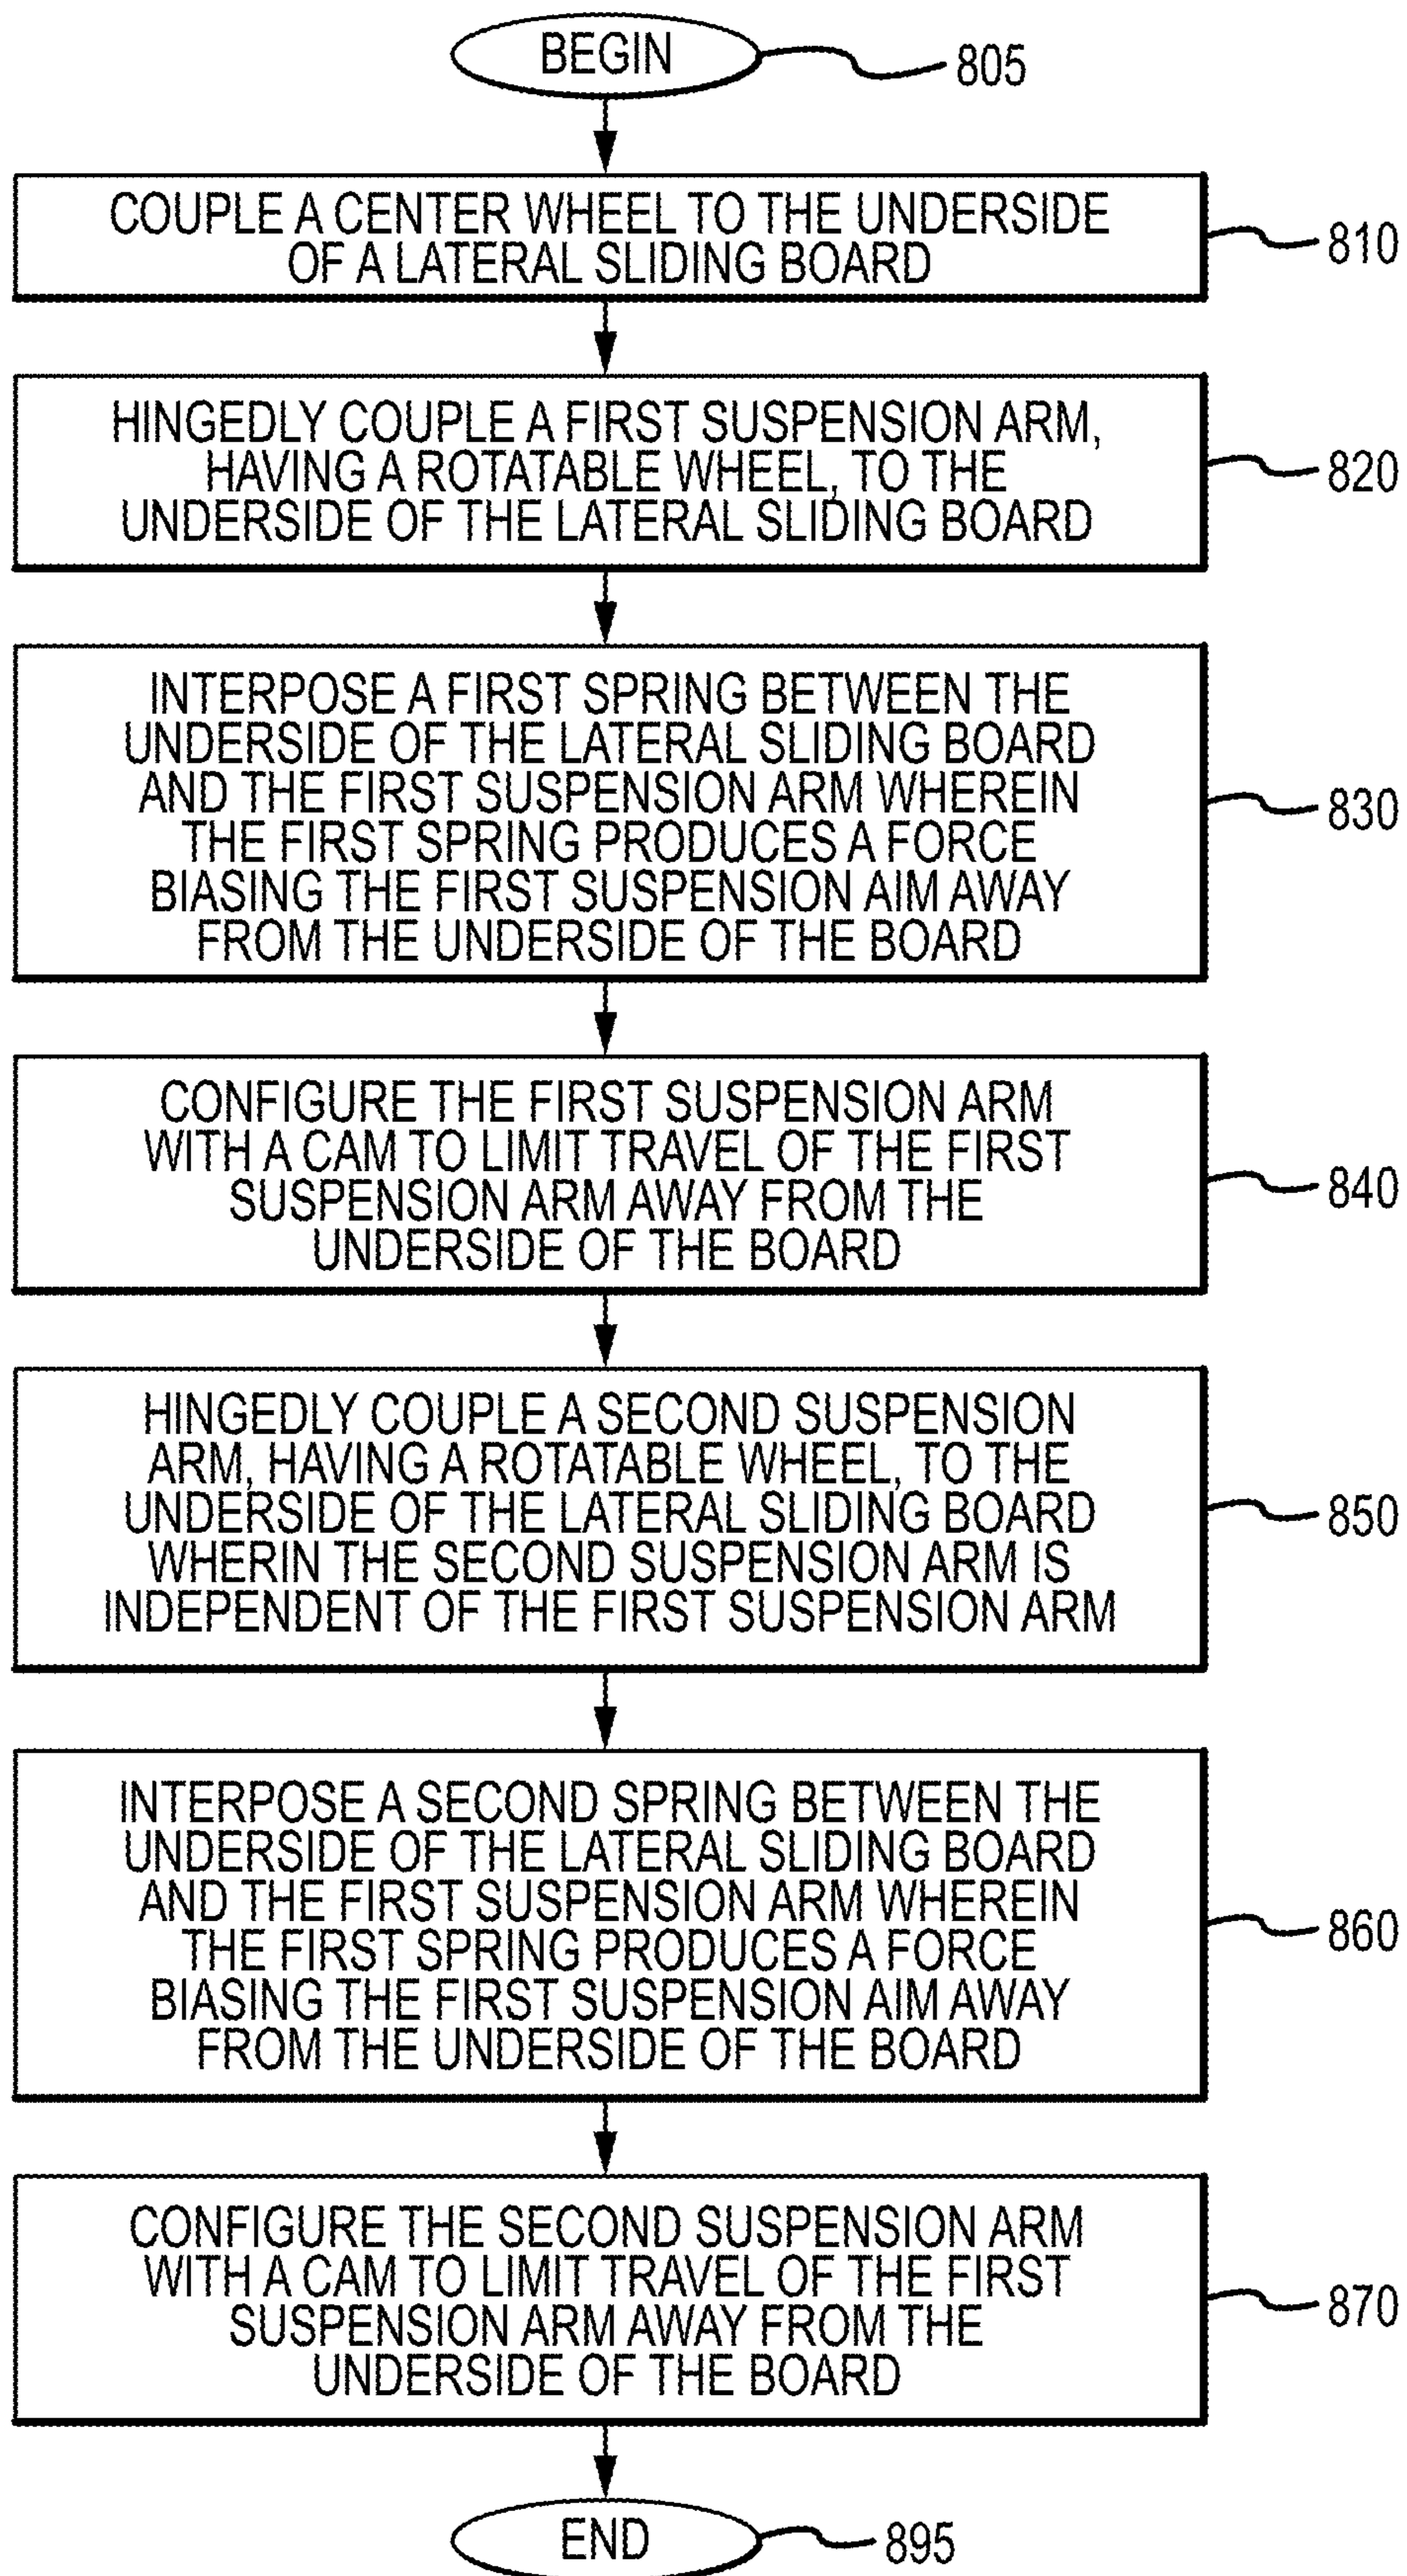 BEGIN
805
COUPLE A CENTER WHEEL TO THE UNDERSIDE
OF A LATERAL SLIDING BOARD
810
HINGEDLY COUPLE A FIRST SUSPENSION ARM,
HAVING A ROTATABLE WHEEL, TO THE
UNDERSIDE OF THE LATERAL SLIDING BOARD
820
INTERPOSE A FIRST SPRING BETWEEN THE
UNDERSIDE OF THE LATERAL SLIDING BOARD
AND THE FIRST SUSPENSION ARM WHEREIN
THE FIRST SPRING PRODUCES A FORCE
BIASING THE FIRST SUSPENSION AIM AWAY
FROM THE UNDERSIDE OF THE BOARD
830
CONFIGURE THE FIRST SUSPENSION ARM
WITH A CAM TO LIMIT TRAVEL OF THE FIRST
SUSPENSION ARM AWAY FROM THE
UNDERSIDE OF THE BOARD
840
HINGEDLY COUPLE A SECOND SUSPENSION
ARM, HAVING A ROTATABLE WHEEL, TO THE
UNDERSIDE OF THE LATERAL SLIDING BOARD
WHERIN THE SECOND SUSPENSION ARM IS
INDEPENDENT OF THE FIRST SUSPENSION ARM
850
INTERPOSE A SECOND SPRING BETWEEN THE
UNDERSIDE OF THE LATERAL SLIDING BOARD
AND THE FIRST SUSPENSION ARM WHEREIN
THE FIRST SPRING PRODUCES A FORCE
BIASING THE FIRST SUSPENSION AIM AWAY
FROM THE UNDERSIDE OF THE BOARD
860
CONFIGURE THE SECOND SUSPENSION ARM
WITH A CAM TO LIMIT TRAVEL OF THE FIRST
SUSPENSION ARM AWAY FROM THE
UNDERSIDE OF THE BOARD
870
END
895